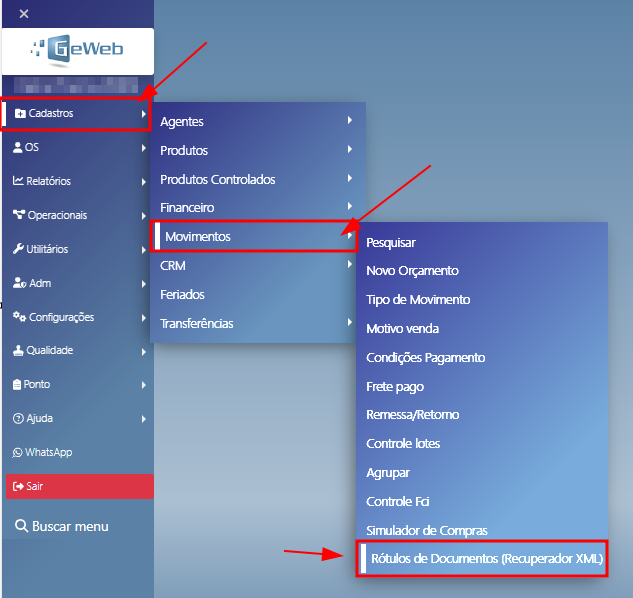 ×
GeWeb
Cadastros
OS
Relatórios
Operacionais
Utilitários
Adm
Configurações
Qualidade
Ponto
Ajuda
WhatsApp
Sair
Buscar menu
Agentes
Produtos
Produtos Controlados
Financeiro
Movimentos
CRM
Feriados
Transferências
Pesquisar
Novo Orçamento
Tipo de Movimento
Motivo venda
Condições Pagamento
Frete pago
Remessa/Retorno
Controle lotes
Agrupar
Controle Fci
Simulador de Compras
Rótulos de Documentos (Recuperador XML)